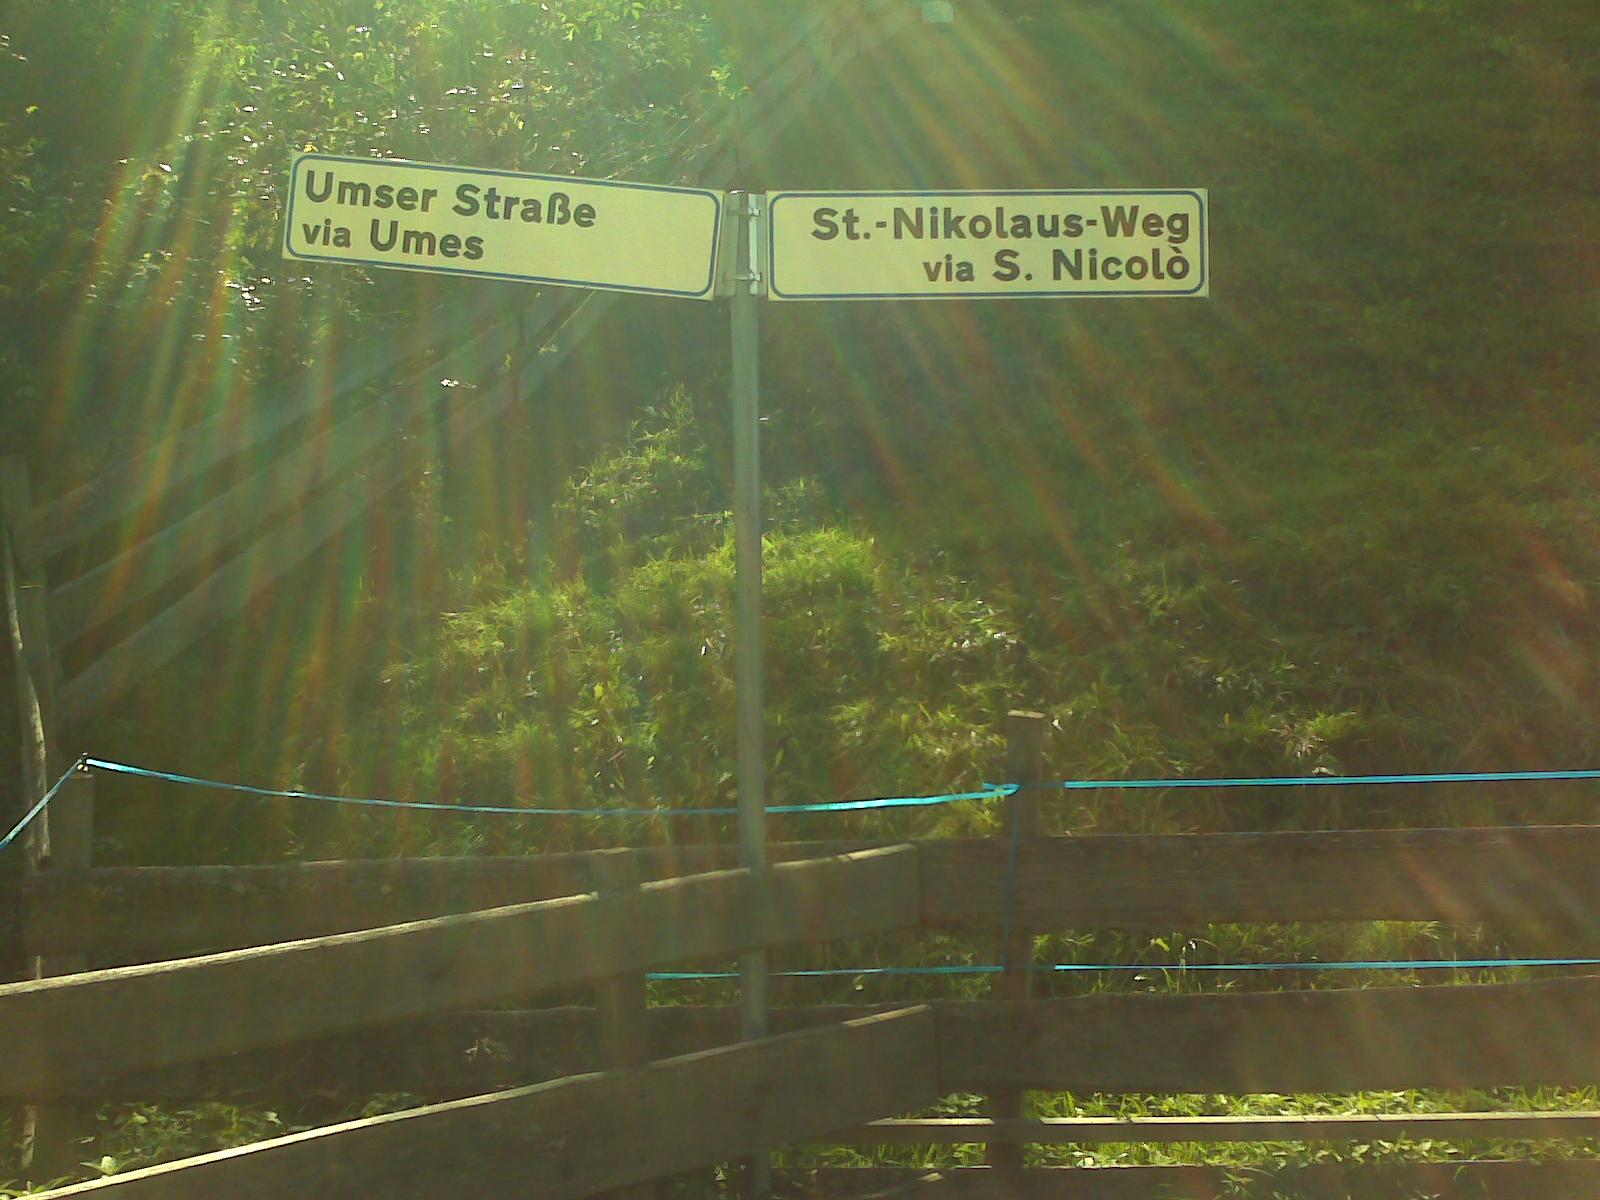 Umser Straße
via Umes
St.-Nikolaus-Weg
via S. Nicolò